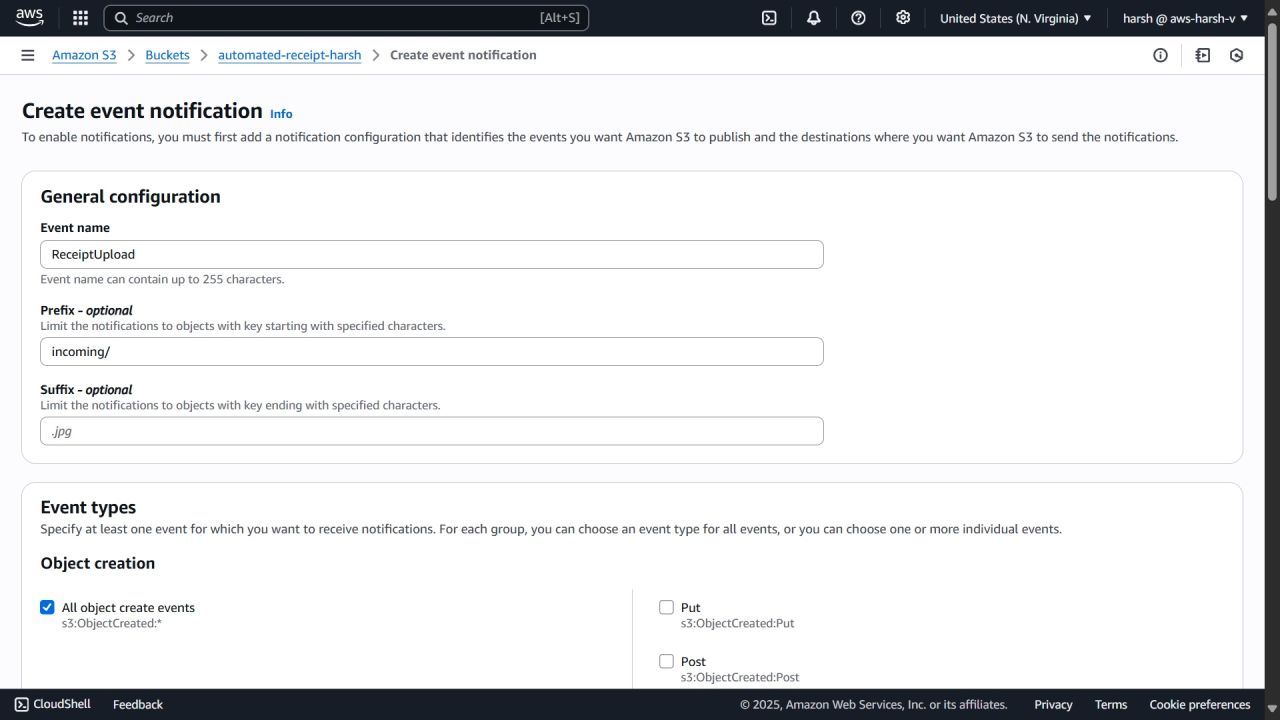 aws
Search [Alt+S]
United States (N. Virginia) ▼
harsh @ aws-harsh-v ▼
Amazon S3 > Buckets > automated-receipt-harsh > Create event notification
Create event notification Info
To enable notifications, you must first add a notification configuration that identifies the events you want Amazon S3 to publish and the destinations where you want Amazon S3 to send the notifications.
General configuration
Event name
ReceiptUpload
Event name can contain up to 255 characters.
Prefix - optional
Limit the notifications to objects with key starting with specified characters.
incoming/
Suffix - optional
Limit the notifications to objects with key ending with specified characters.
.jpg
Event types
Specify at least one event for which you want to receive notifications. For each group, you can choose an event type for all events, or you can choose one or more individual events.
Object creation
All object create events
s3:ObjectCreated:*
Put
s3:ObjectCreated:Put
Post
s3:ObjectCreated:Post
CloudShell Feedback © 2025, Amazon Web Services, Inc. or its affiliates. Privacy Terms Cookie preferences